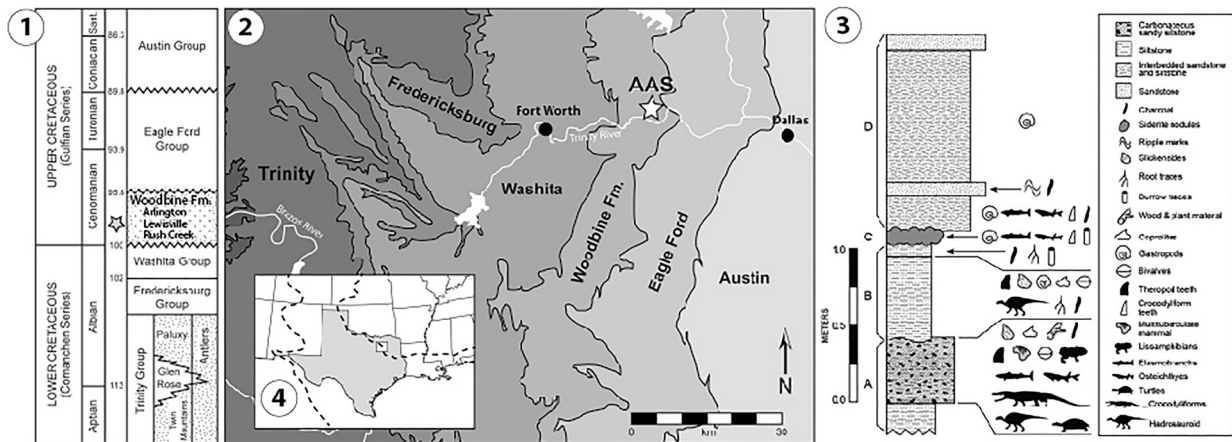 1
UPPER CRETACEOUS
(Gulfian Series)
LOWER CRETACEOUS
(Comanchen Series)
Sant.
Coniacan
Turonian
Cenomanian
Albian
Aptian
89.8
93.9
100
102
112
Austin Group
Eagle Ford
Group
Woodbine Fm.
Arlington
Lewisville
Rush Creek
Washita Group
Fredericksburg
Group
Trinity Group
Paluxy
Glen
Rose
Twin
Mountains
Antlers
2
Fredericksburg
Fort Worth
AAS
Trinity River
Dallas
Trinity
Washita
Brazos River
Woodbine Fm.
Eagle Ford
Austin
4
N
0
km
30
3
D
C
B
A
METERS
1.0
0.5
0.0
Carbonaceous
sandy siltstone
Siltstone
Interbedded sandstone
and siltstone
Sandstone
Charcoal
Siderite nodules
Ripple marks
Slickensides
Root traces
Burrow traces
Wood & plant material
Coprolites
Gastropods
Bivalves
Theropod teeth
Crocodyliform
teeth
Multituberculate
mammal
Lissamphibians
Elasmobranchs
Osteichthyes
Turtles
Crocodyliforms
Hadrosauroid